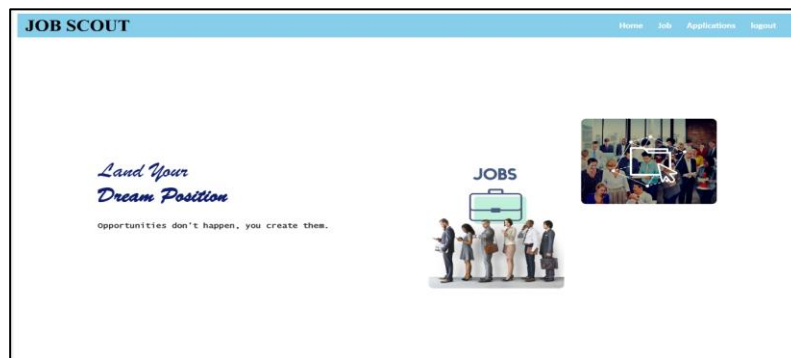 JOB SCOUT
Home Job Applications logout
Land Your
Dream Position
Opportunities don't happen, you create them.
JOBS